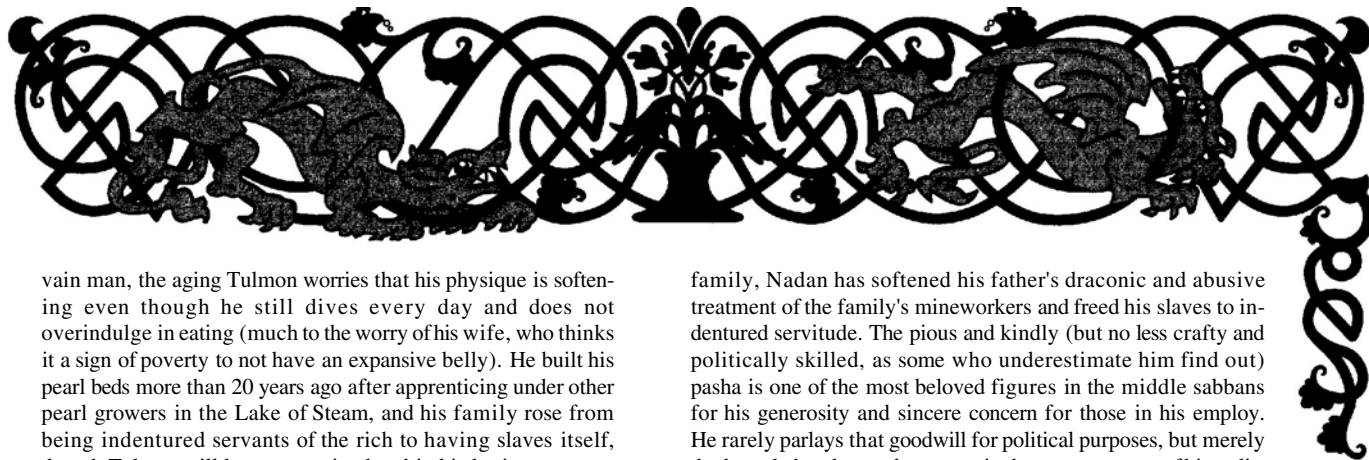 vain man, the aging Tulmon worries that his physique is soften-
ing even though he still dives every day and does not
overindulge in eating (much to the worry of his wife, who thinks
it a sign of poverty to not have an expansive belly). He built his
pearl beds more than 20 years ago after apprenticing under other
pearl growers in the Lake of Steam, and his family rose from
being indentured servants of the rich to having slaves itself,
family, Nadan has softened his father's draconic and abusive
treatment of the family's mineworkers and freed his slaves to in-
dentured servitude. The pious and kindly (but no less crafty and
politically skilled, as some who underestimate him find out)
pasha is one of the most beloved figures in the middle sabbans
for his generosity and sincere concern for those in his employ.
He rarely parlays that goodwill for political purposes, but merely